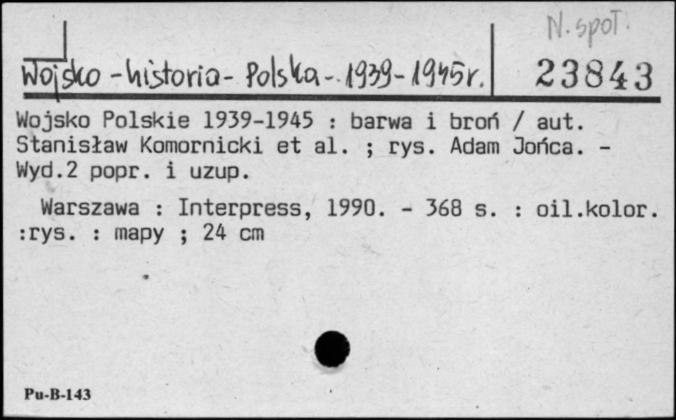 N. społ.
Wojsko - historia - Polska - 1939-1945r.
23843
Wojsko Polskie 1939-1945 : barwa i broń / aut.
Stanisław Komornicki et al. ; rys. Adam Jońca. -
Wyd.2 popr. i uzup.
Warszawa : Interpress, 1990. - 368 s. : oil.kolor.
:rys. : mapy ; 24 cm
Pu-B-143